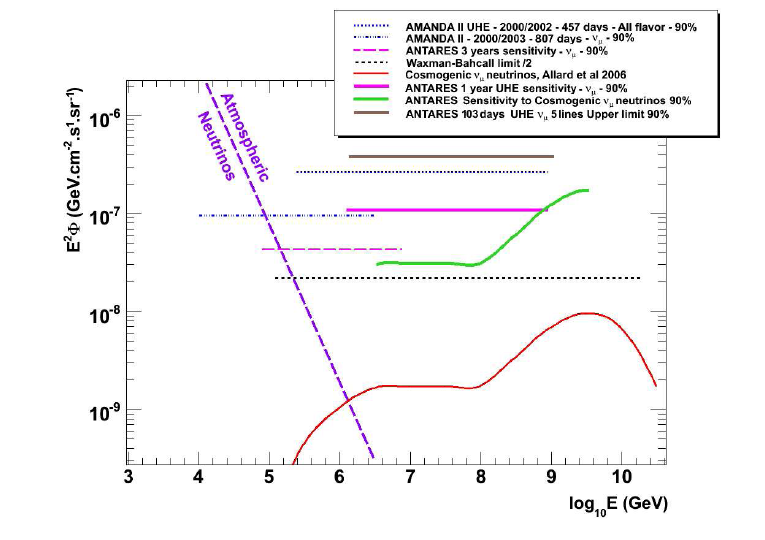 AMANDA II UHE - 2000/2002 - 457 days - All flavor - 90%
AMANDA II - 2000/2003 - 807 days - νμ - 90%
ANTARES 3 years sensitivity - νμ - 90%
Waxman-Bahcall limit /2
Cosmogenic νμ neutrinos, Allard et al 2006
ANTARES 1 year UHE sensitivity - νμ - 90%
ANTARES Sensitivity to Cosmogenic νμ neutrinos 90%
ANTARES 103 days UHE νμ 5 lines Upper limit 90%
Atmospheric
Neutrinos
E²Φ (GeV.cm⁻².s¹.sr⁻¹)
10⁻⁶
10⁻⁷
10⁻⁸
10⁻⁹
3 4 5 6 7 8 9 10
log₁₀E (GeV)